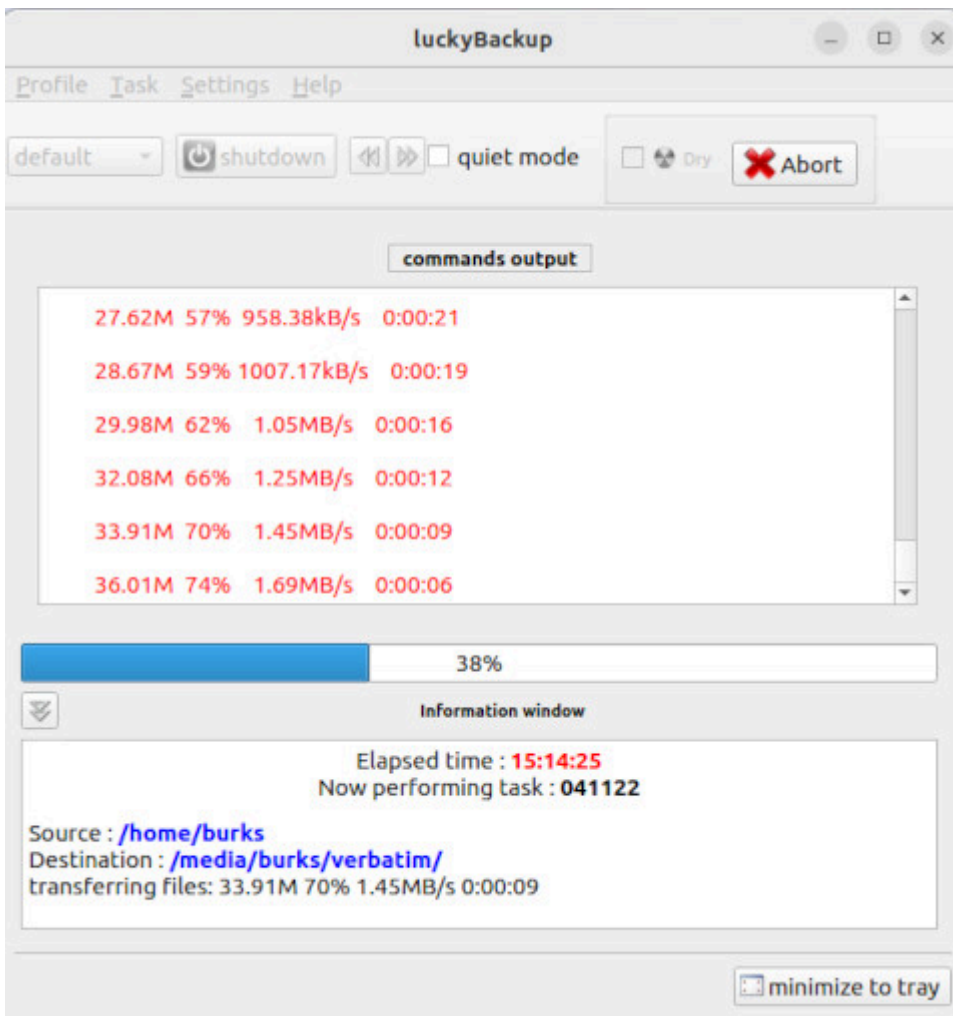 luckyBackup
Profile Task Settings Help
default shutdown quiet mode Dry Abort
commands output
27.62M 57% 958.38kB/s 0:00:21
28.67M 59% 1007.17kB/s 0:00:19
29.98M 62% 1.05MB/s 0:00:16
32.08M 66% 1.25MB/s 0:00:12
33.91M 70% 1.45MB/s 0:00:09
36.01M 74% 1.69MB/s 0:00:06
38%
Information window
Elapsed time : 15:14:25
Now performing task : 041122
Source : /home/burks
Destination : /media/burks/verbatim/
transferring files: 33.91M 70% 1.45MB/s 0:00:09
minimize to tray